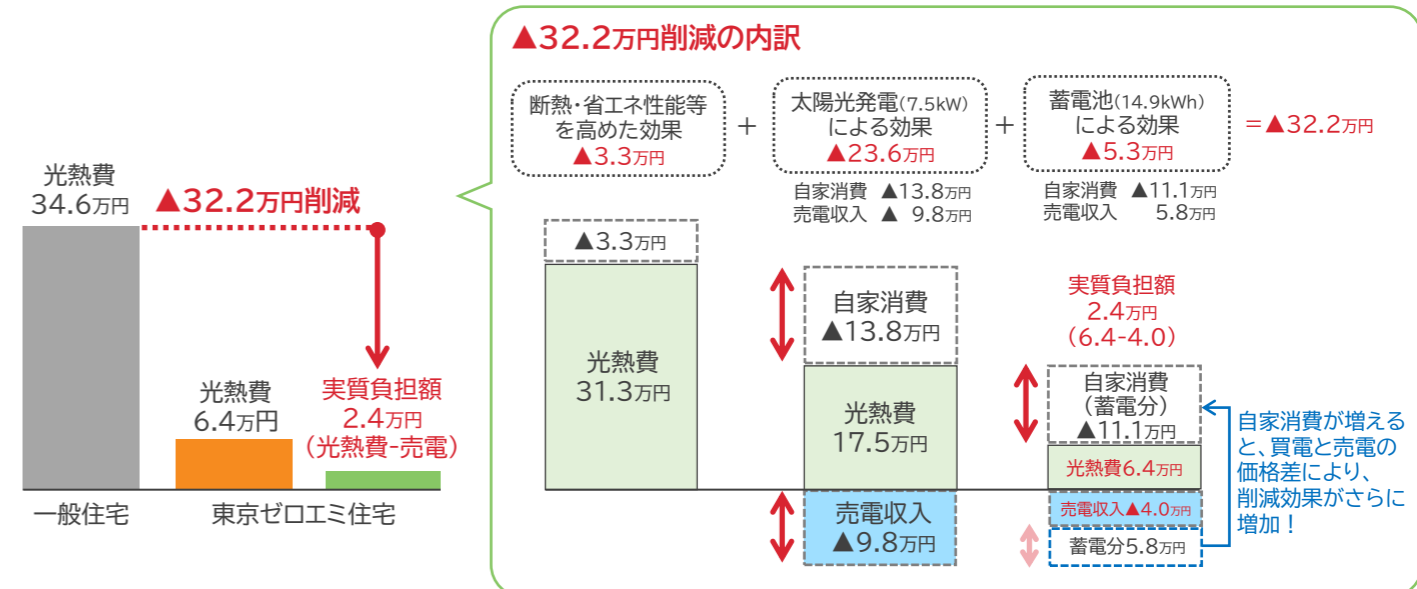 光熱費
34.6万円
▲32.2万円削減
光熱費
6.4万円
実質負担額
2.4万円
(光熱費-売電)
一般住宅
東京ゼロエミ住宅
▲32.2万円削減の内訳
断熱・省エネ性能等
を高めた効果
▲3.3万円
+
太陽光発電(7.5kW)
による効果
▲23.6万円
+
蓄電池(14.9kWh)
による効果
▲5.3万円
=▲32.2万円
自家消費 ▲13.8万円
売電収入 ▲ 9.8万円
自家消費 ▲11.1万円
売電収入 5.8万円
▲3.3万円
光熱費
31.3万円
自家消費
▲13.8万円
光熱費
17.5万円
売電収入
▲9.8万円
実質負担額
2.4万円
(6.4-4.0)
自家消費
(蓄電分)
▲11.1万円
光熱費6.4万円
売電収入▲4.0万円
蓄電分5.8万円
自家消費が増える
と、買電と売電の
価格差により、
削減効果がさらに
増加!